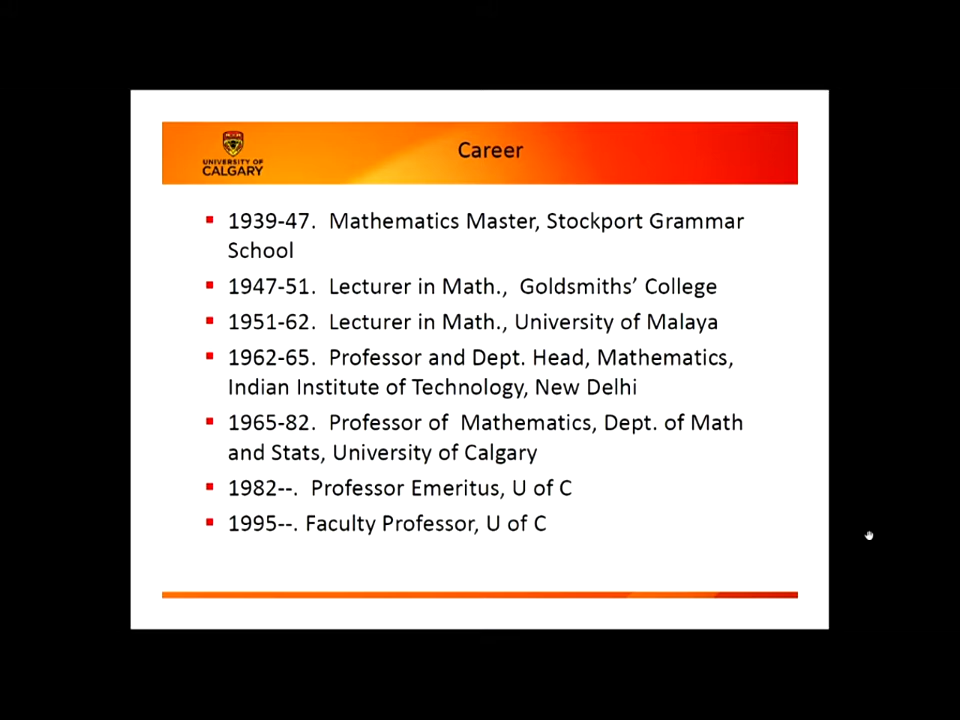 UNIVERSITY OF
CALGARY
Career
1939-47. Mathematics Master, Stockport Grammar
School
1947-51. Lecturer in Math., Goldsmiths’ College
1951-62. Lecturer in Math., University of Malaya
1962-65. Professor and Dept. Head, Mathematics,
Indian Institute of Technology, New Delhi
1965-82. Professor of Mathematics, Dept. of Math
and Stats, University of Calgary
1982--. Professor Emeritus, U of C
1995--. Faculty Professor, U of C